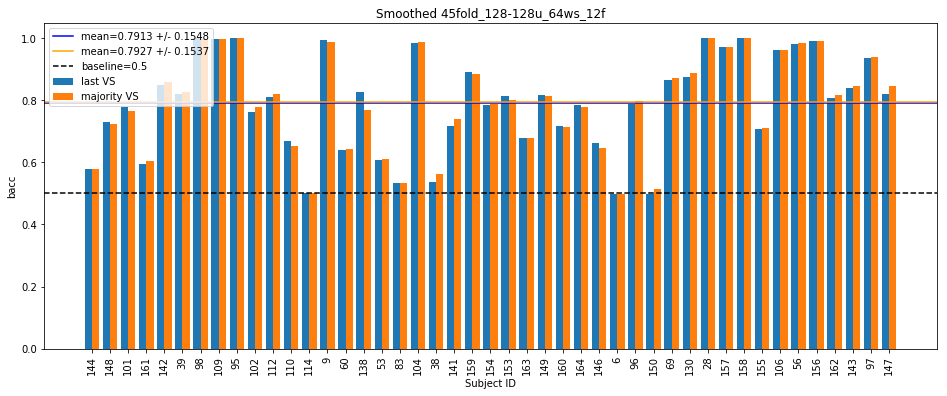 Smoothed 45fold_128-128u_64ws_12f
mean=0.7913 +/- 0.1548
mean=0.7927 +/- 0.1537
baseline=0.5
last VS
majority VS
bacc
1.0
0.8
0.6
0.4
0.2
0.0
144 148 101 161 142 39 98 109 95 102 112 110 114 9 60 138 53 83 104 38 141 159 154 153 163 149 160 164 146 6 96 150 69 130 28 157 158 155 106 56 156 162 143 97 147
Subject ID